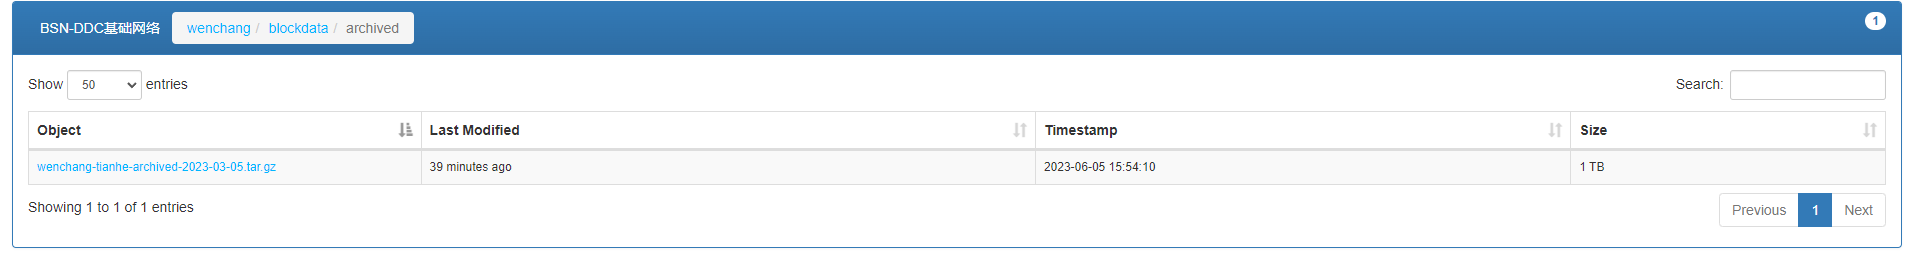 BSN-DDC基础网络 wenchang / blockdata / archived 1
Show 50 entries Search:
Object Last Modified Timestamp Size
wenchang-tianhe-archived-2023-03-05.tar.gz 39 minutes ago 2023-06-05 15:54:10 1 TB
Showing 1 to 1 of 1 entries Previous 1 Next